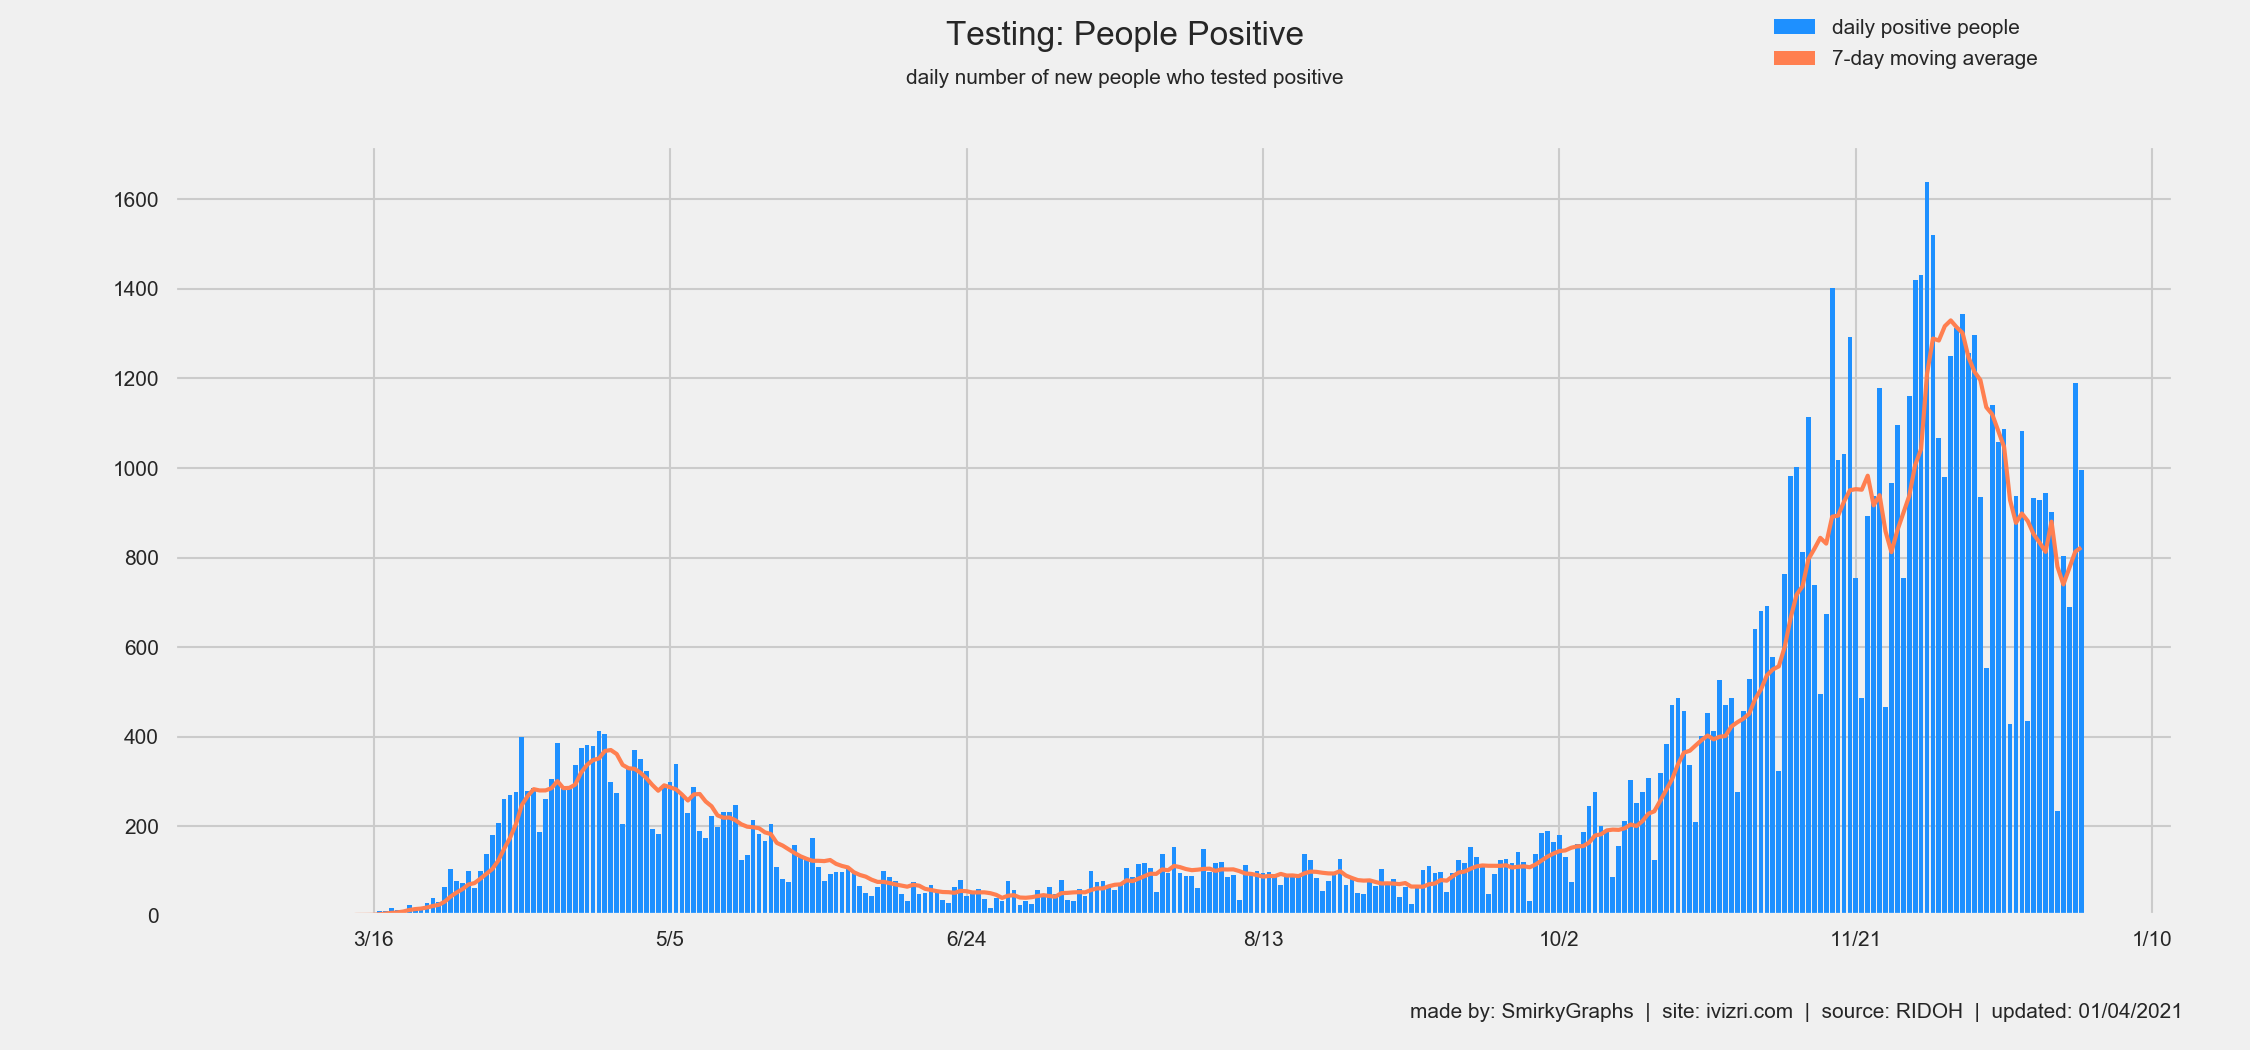 Testing: People Positive
daily number of new people who tested positive
daily positive people
7-day moving average
1600
1400
1200
1000
800
600
400
200
0
3/16 5/5 6/24 8/13 10/2 11/21 1/10
made by: SmirkyGraphs | site: ivizri.com | source: RIDOH | updated: 01/04/2021